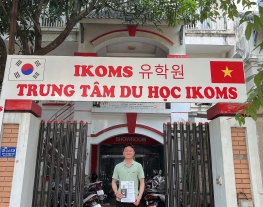 IKOMS 유학원
TRUNG TÂM DU HỌC IKOMS